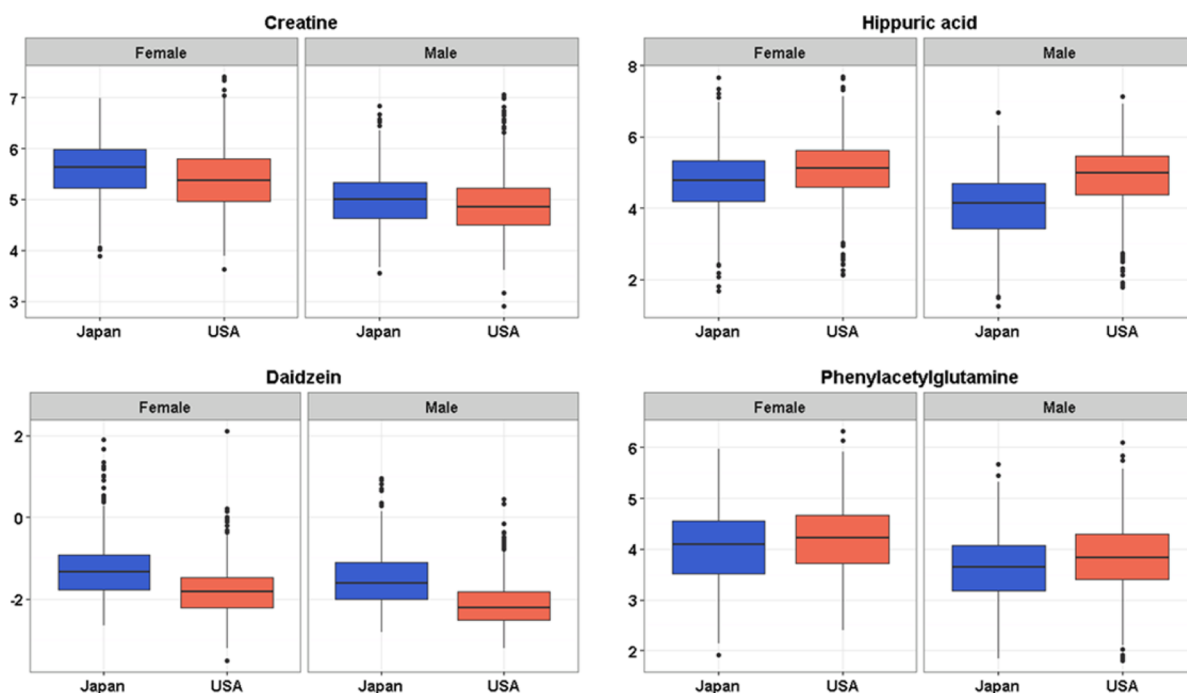 Creatine
Female Male
7
6
5
4
3
Japan USA Japan USA
Hippuric acid
Female Male
8
6
4
2
Japan USA Japan USA
Daidzein
Female Male
2
0
-2
Japan USA Japan USA
Phenylacetylglutamine
Female Male
6
5
4
3
2
Japan USA Japan USA